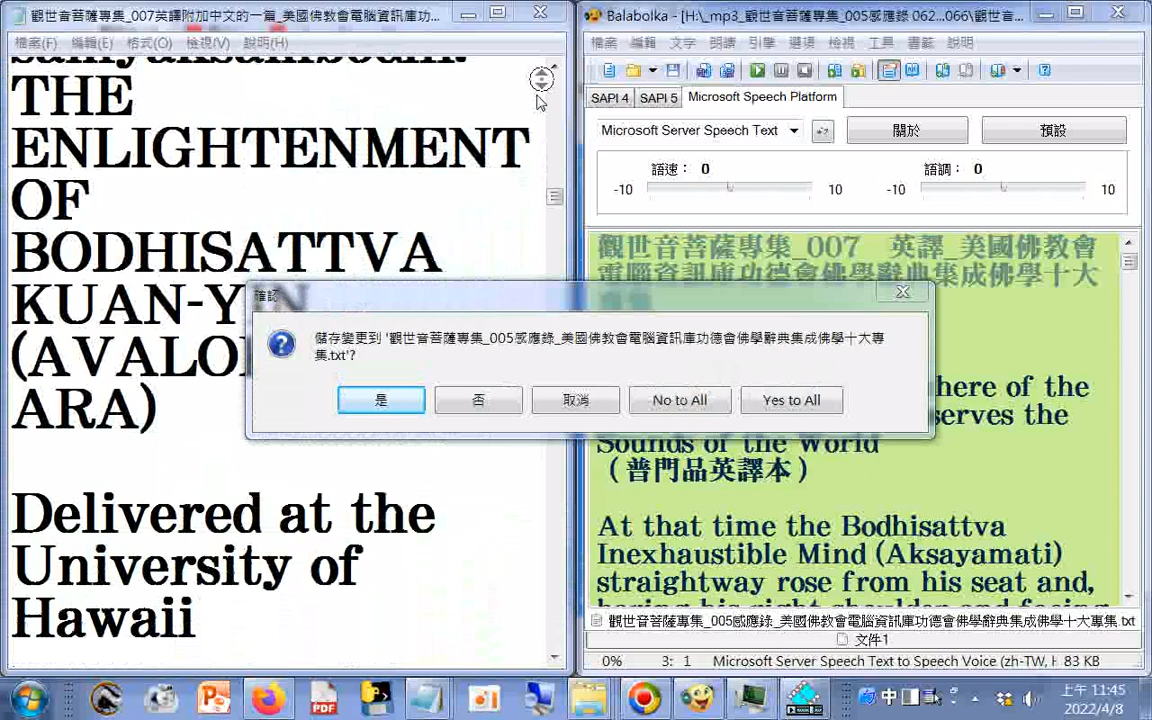 觀世音菩薩專集_007英譯附加中文的一篇_美國佛教會電腦資訊庫功...
檔案(F) 編輯(E) 格式(O) 檢視(V) 說明(H)
samyaksambodhi.
THE
ENLIGHTENMENT
OF
BODHISATTVA
KUAN-YIN
(AVALO
ARA)
Delivered at the
University of
Hawaii
Balabolka - [H:\_mp3_觀世音菩薩專集_005感應錄 062...066\觀世音...
檔案 編輯 文字 朗讀 引擎 選項 檢視 工具 書籤 說明
SAPI 4 SAPI 5 Microsoft Speech Platform
Microsoft Server Speech Text 關於 預設
語速： 0 語調： 0
-10 10 -10 10
觀世音菩薩專集_007 英譯_美國佛教會
電腦資訊庫功德會佛學辭典集成佛學十大
專集
here of the
serves the
Sounds of the World
（普門品英譯本）
At that time the Bodhisattva
Inexhaustible Mind (Aksayamati)
straightway rose from his seat and,
baring his right shoulder and facing
觀世音菩薩專集_005感應錄_美國佛教會電腦資訊庫功德會佛學辭典集成佛學十大專集.txt
文件1
0% 3: 1 Microsoft Server Speech Text to Speech Voice (zh-TW, H 83 KB
確認
儲存變更到 '觀世音菩薩專集_005感應錄_美國佛教會電腦資訊庫功德會佛學辭典集成佛學十大專
集.txt'?
是 否 取消 No to All Yes to All
PDF
中
上午 11:45
2022/4/8